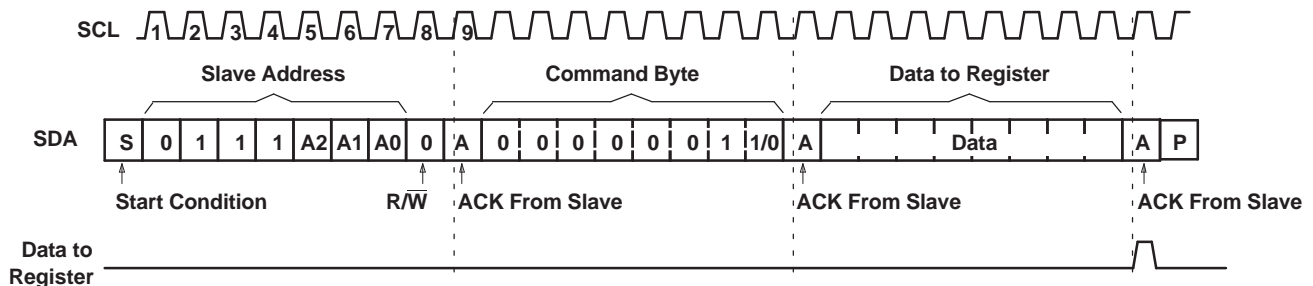 SCL 1 2 3 4 5 6 7 8 9
Slave Address Command Byte Data to Register
SDA S 0 1 1 1 A2 A1 A0 0 A 0 0 0 0 0 0 1 1/0 A Data A P
Start Condition R/W̅ ACK From Slave ACK From Slave ACK From Slave
Data to
Register